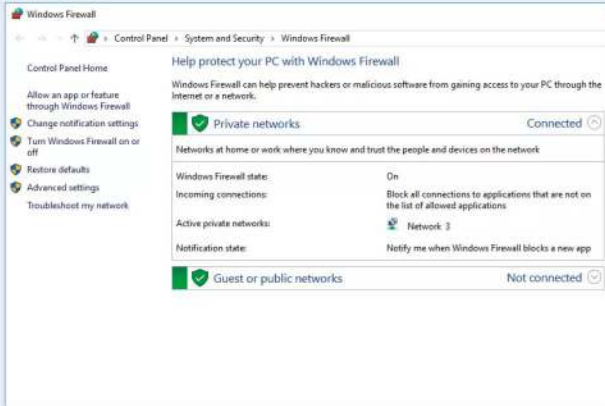 Windows Firewall
Control Panel › System and Security › Windows Firewall
Control Panel Home
Allow an app or feature
through Windows Firewall
Change notification settings
Turn Windows Firewall on or
off
Restore defaults
Advanced settings
Troubleshoot my network
Help protect your PC with Windows Firewall
Windows Firewall can help prevent hackers or malicious software from gaining access to your PC through the
Internet or a network.
Private networks Connected
Networks at home or work where you know and trust the people and devices on the network
Windows Firewall state: On
Incoming connections: Block all connections to applications that are not on
the list of allowed applications
Active private networks: Network 3
Notification state: Notify me when Windows Firewall blocks a new app
Guest or public networks Not connected